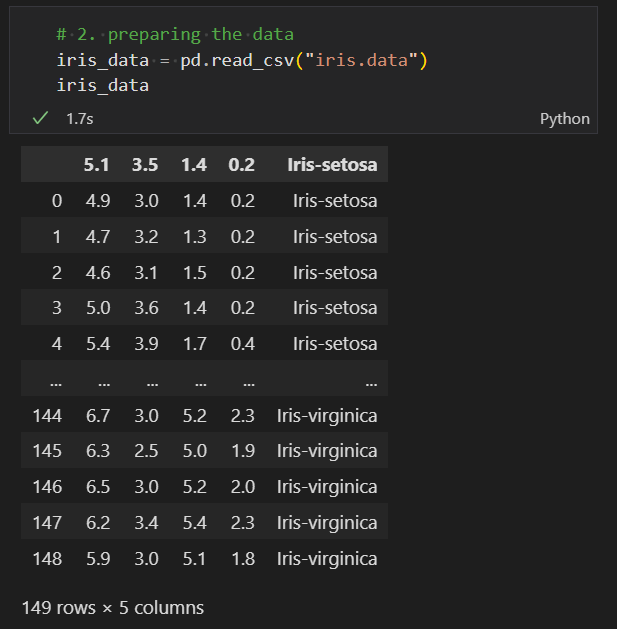 # 2. preparing the data
iris_data = pd.read_csv("iris.data")
iris_data
1.7s Python
5.1 3.5 1.4 0.2 Iris-setosa
0 4.9 3.0 1.4 0.2 Iris-setosa
1 4.7 3.2 1.3 0.2 Iris-setosa
2 4.6 3.1 1.5 0.2 Iris-setosa
3 5.0 3.6 1.4 0.2 Iris-setosa
4 5.4 3.9 1.7 0.4 Iris-setosa
... ... ... ... ... ...
144 6.7 3.0 5.2 2.3 Iris-virginica
145 6.3 2.5 5.0 1.9 Iris-virginica
146 6.5 3.0 5.2 2.0 Iris-virginica
147 6.2 3.4 5.4 2.3 Iris-virginica
148 5.9 3.0 5.1 1.8 Iris-virginica
149 rows × 5 columns